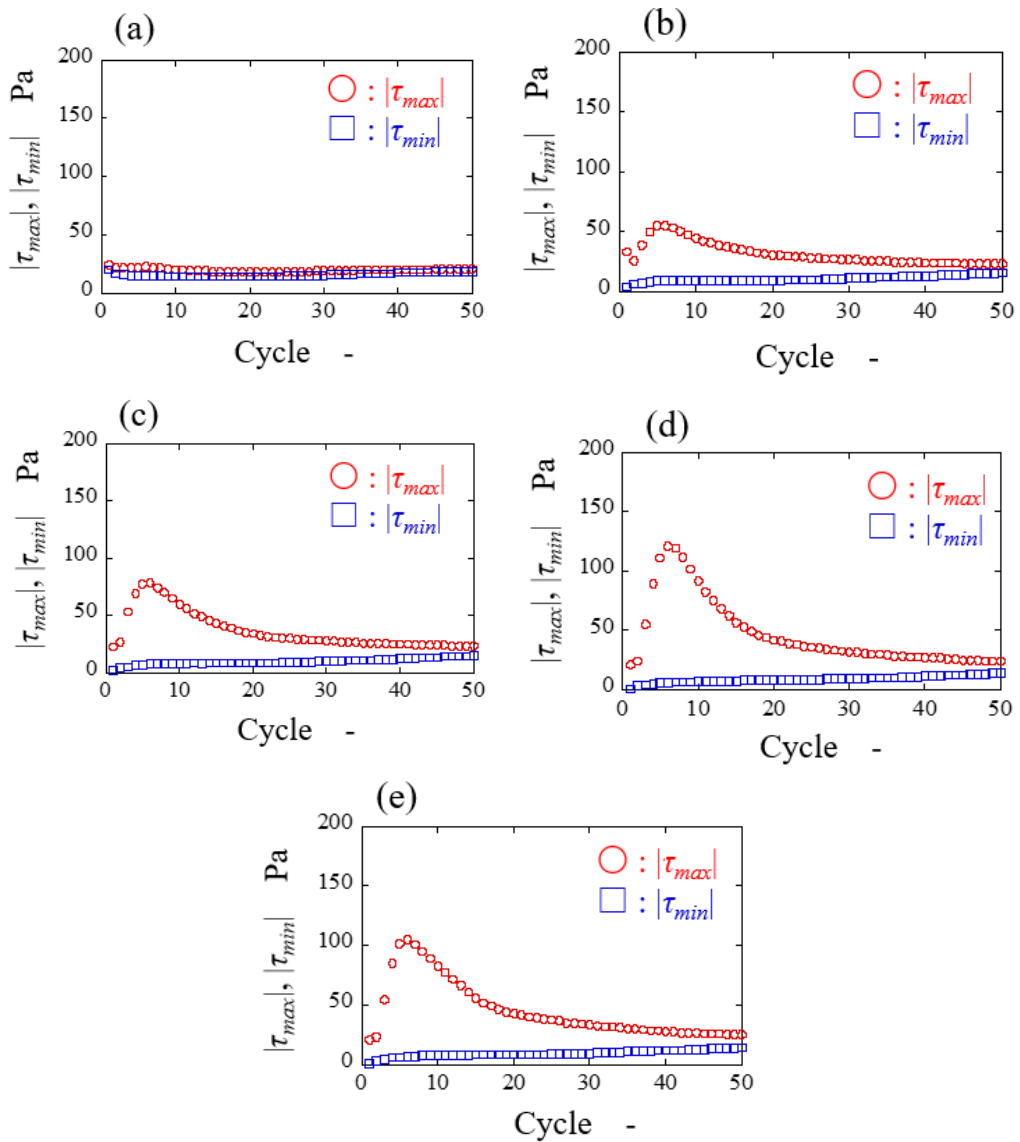 (a)
|τmax|, |τmin| Pa
200
150
100
50
0
○ : |τmax|
□ : |τmin|
0 10 20 30 40 50
Cycle -
(b)
|τmax|, |τmin| Pa
200
150
100
50
0
○ : |τmax|
□ : |τmin|
0 10 20 30 40 50
Cycle -
(c)
|τmax|, |τmin| Pa
200
150
100
50
0
○ : |τmax|
□ : |τmin|
0 10 20 30 40 50
Cycle -
(d)
|τmax|, |τmin| Pa
200
150
100
50
0
○ : |τmax|
□ : |τmin|
0 10 20 30 40 50
Cycle -
(e)
|τmax|, |τmin| Pa
200
150
100
50
0
○ : |τmax|
□ : |τmin|
0 10 20 30 40 50
Cycle -